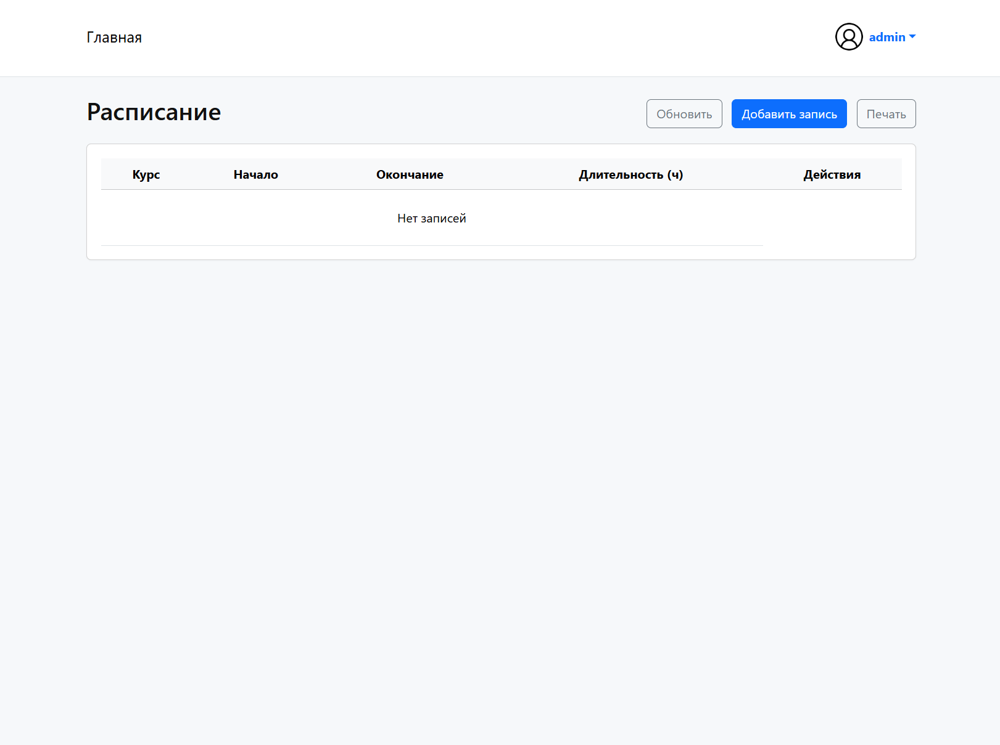 Главная
admin
Расписание
Обновить
Добавить запись
Печать
Курс Начало Окончание Длительность (ч) Действия
Нет записей